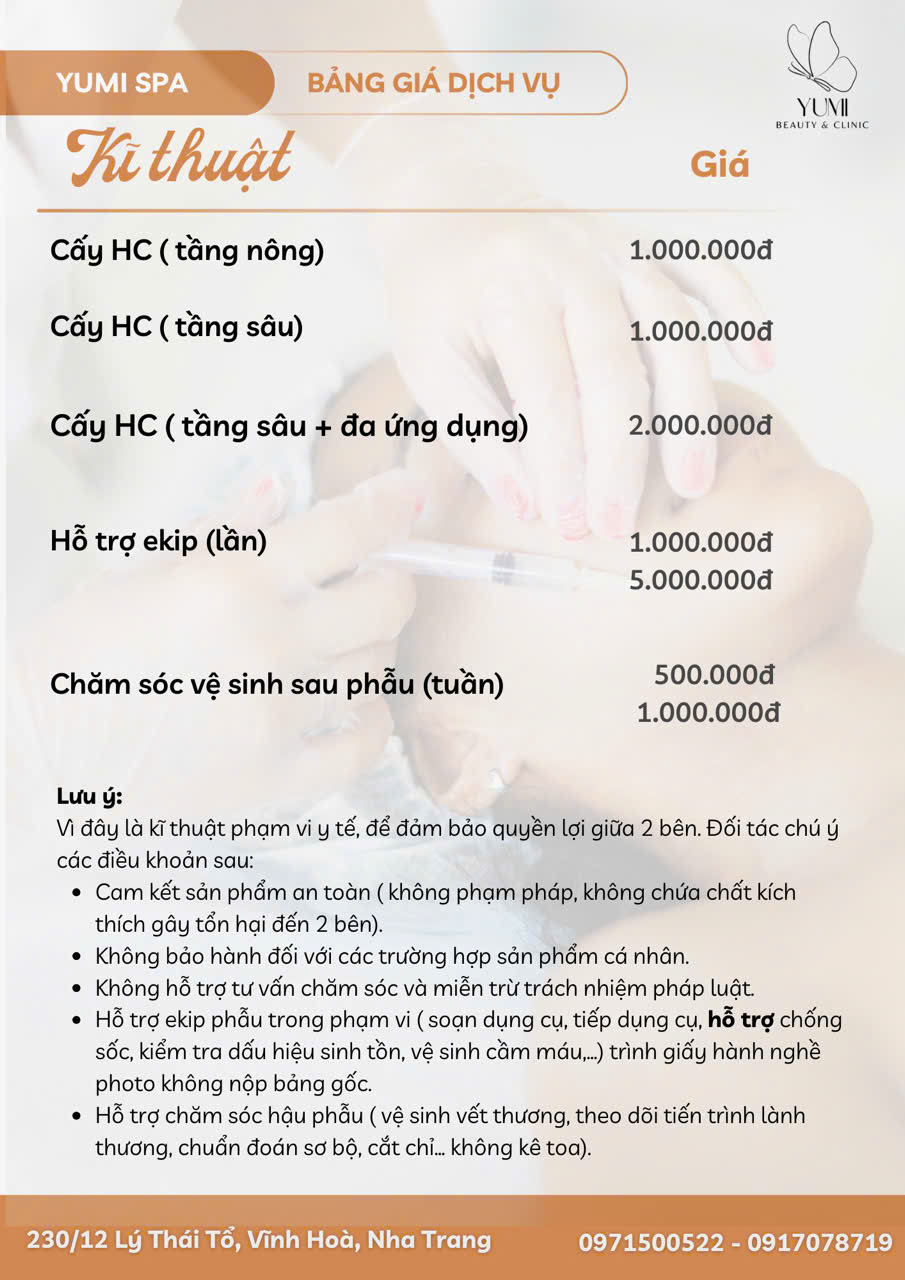 YUMI SPA
BẢNG GIÁ DỊCH VỤ
YUMI
BEAUTY & CLINIC
Kĩ thuật
Giá
Cấy HC ( tầng nông)
1.000.000đ
Cấy HC ( tầng sâu)
1.000.000đ
Cấy HC ( tầng sâu + đa ứng dụng)
2.000.000đ
Hỗ trợ ekip (lần)
1.000.000đ
5.000.000đ
Chăm sóc vệ sinh sau phẫu (tuần)
500.000đ
1.000.000đ
Lưu ý:
Vì đây là kĩ thuật phạm vi y tế, để đảm bảo quyền lợi giữa 2 bên. Đối tác chú ý
các điều khoản sau:
• Cam kết sản phẩm an toàn ( không phạm pháp, không chứa chất kích
thích gây tổn hại đến 2 bên).
• Không bảo hành đối với các trường hợp sản phẩm cá nhân.
• Không hỗ trợ tư vấn chăm sóc và miễn trừ trách nhiệm pháp luật.
• Hỗ trợ ekip phẫu trong phạm vi ( soạn dụng cụ, tiếp dụng cụ, hỗ trợ chống
sốc, kiểm tra dấu hiệu sinh tồn, vệ sinh cầm máu,...) trình giấy hành nghề
photo không nộp bảng gốc.
• Hỗ trợ chăm sóc hậu phẫu ( vệ sinh vết thương, theo dõi tiến trình lành
thương, chuẩn đoán sơ bộ, cắt chỉ... không kê toa).
230/12 Lý Thái Tổ, Vĩnh Hoà, Nha Trang
0971500522 - 0917078719